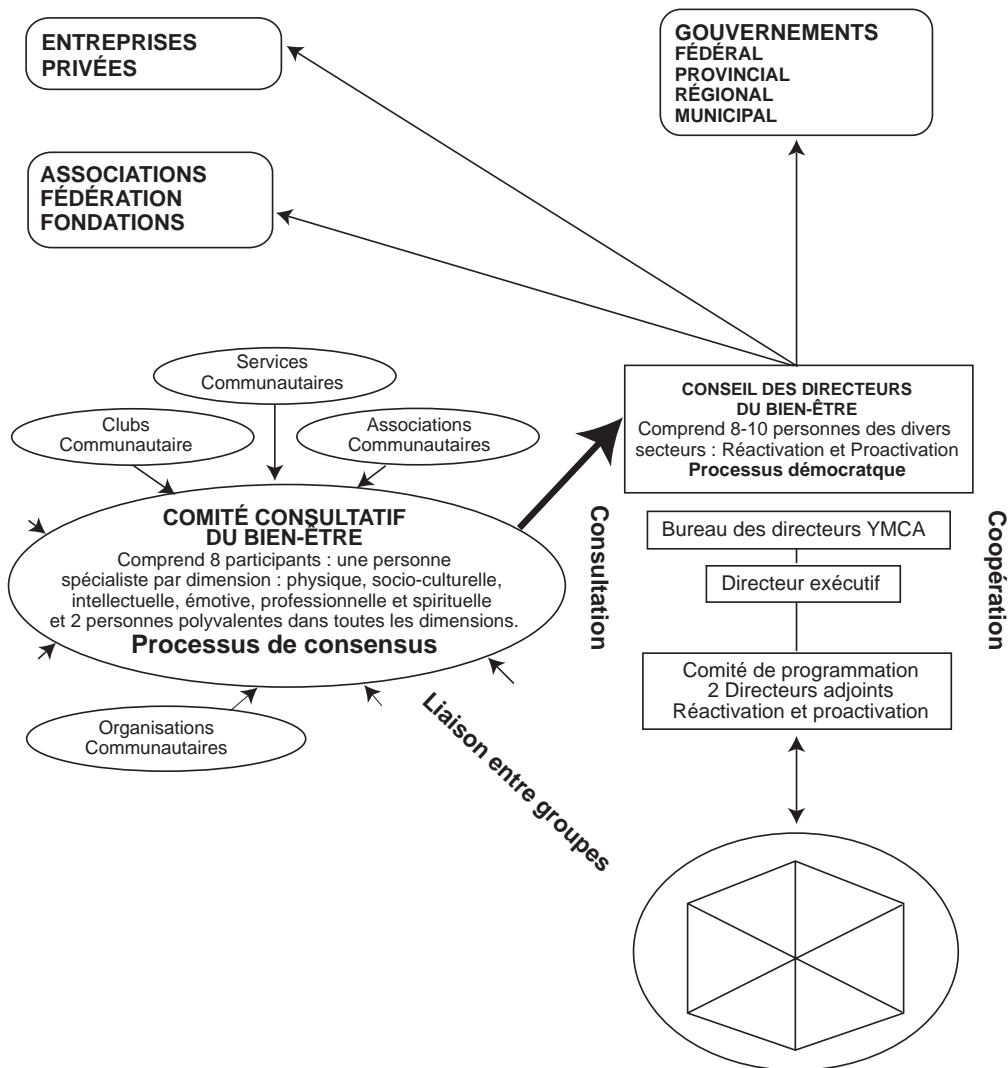 ENTREPRISES
PRIVÉES
GOUVERNEMENTS
FÉDÉRAL
PROVINCIAL
RÉGIONAL
MUNICIPAL
ASSOCIATIONS
FÉDÉRATION
FONDATIONS
Services
Communautaires
Clubs
Communautaire
Associations
Communautaires
CONSEIL DES DIRECTEURS
DU BIEN-ÊTRE
Comprend 8-10 personnes des divers
secteurs : Réactivation et Proactivation
Processus démocratque
COMITÉ CONSULTATIF
DU BIEN-ÊTRE
Comprend 8 participants : une personne
spécialiste par dimension : physique, socio-culturelle,
intellectuelle, émotive, professionnelle et spirituelle
et 2 personnes polyvalentes dans toutes les dimensions.
Processus de consensus
Consultation
Bureau des directeurs YMCA
Directeur exécutif
Coopération
Comité de programmation
2 Directeurs adjoints
Réactivation et proactivation
Organisations
Communautaires
Liaison entre groupes